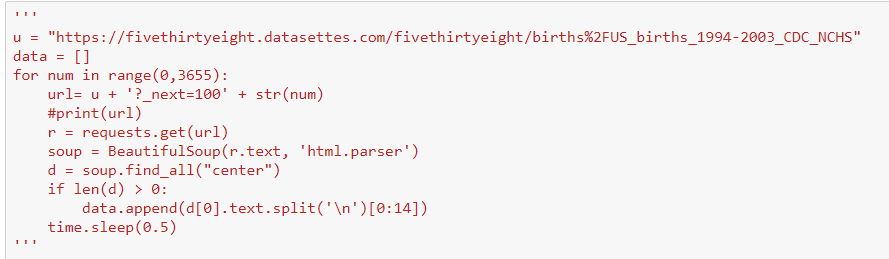 '''
u = "https://fivethirtyeight.datasettes.com/fivethirtyeight/births%2FUS_births_1994-2003_CDC_NCHS"
data = []
for num in range(0,3655):
    url= u + '?_next=100' + str(num)
    #print(url)
    r = requests.get(url)
    soup = BeautifulSoup(r.text, 'html.parser')
    d = soup.find_all("center")
    if len(d) > 0:
        data.append(d[0].text.split('\n')[0:14])
    time.sleep(0.5)
'''